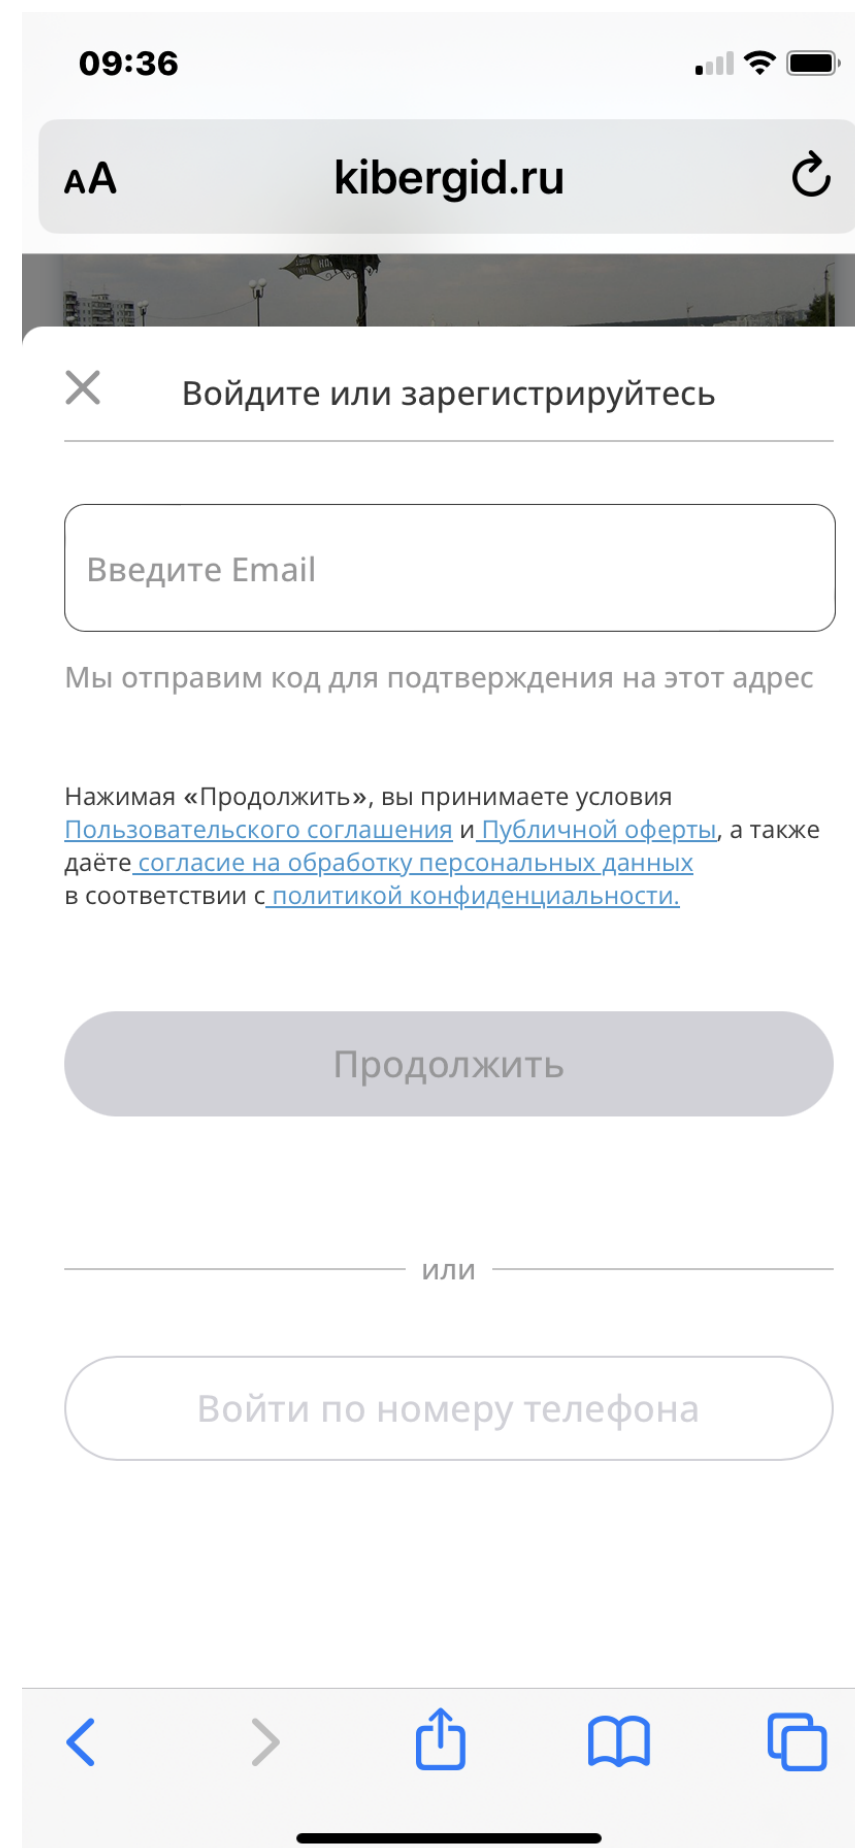 09:36
AA
kibergid.ru
Войдите или зарегистрируйтесь
Введите Email
Мы отправим код для подтверждения на этот адрес
Нажимая «Продолжить», вы принимаете условия
Пользовательского соглашения и Публичной оферты, а также
даёте согласие на обработку персональных данных
в соответствии с политикой конфиденциальности.
Продолжить
или
Войти по номеру телефона